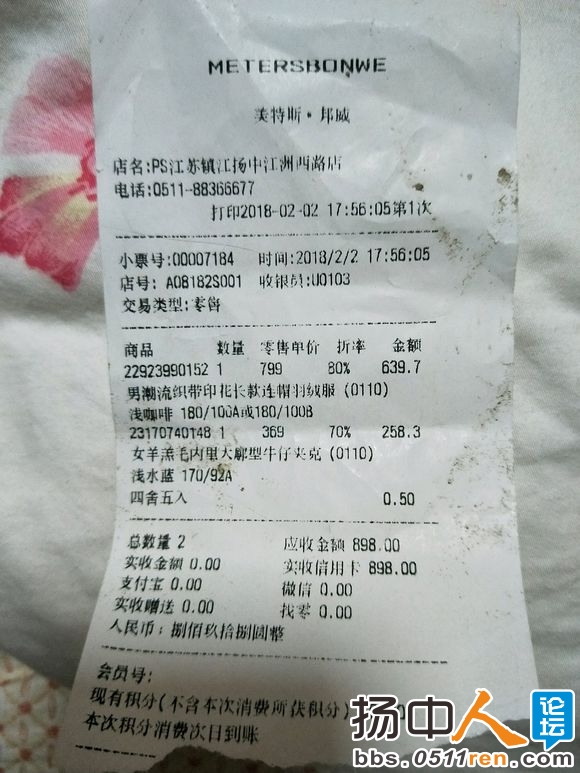 METERSBONWE
美特斯·邦威
店名:PS江苏镇江扬中江洲西路店
电话:0511-88366677
打印2018-02-02 17:56:05第1次
小票号:00007184 时间:2018/2/2 17:56:05
店号: A08182S001 收银员:U0103
交易类型:零售
商品 数量 零售单价 折率 金额
22923990152 1 799 80% 639.7
男潮流织带印花长款连帽羽绒服 (0110)
浅咖啡 180/100A或180/100B
23170740148 1 369 70% 258.3
女羊羔毛内里大廓型牛仔夹克 (0110)
浅水蓝 170/92A
四舍五入 0.50
总数量 2 应收金额 898.00
实收金额 0.00 实收信用卡 898.00
支付宝 0.00 微信 0.00
实收赠送 0.00 找零 0.00
人民币: 捌佰玖拾捌圆整
会员号:
现有积分(不含本次消费所获积分)
本次积分消费次日到账
扬中人 论坛
bbs.0511ren.com